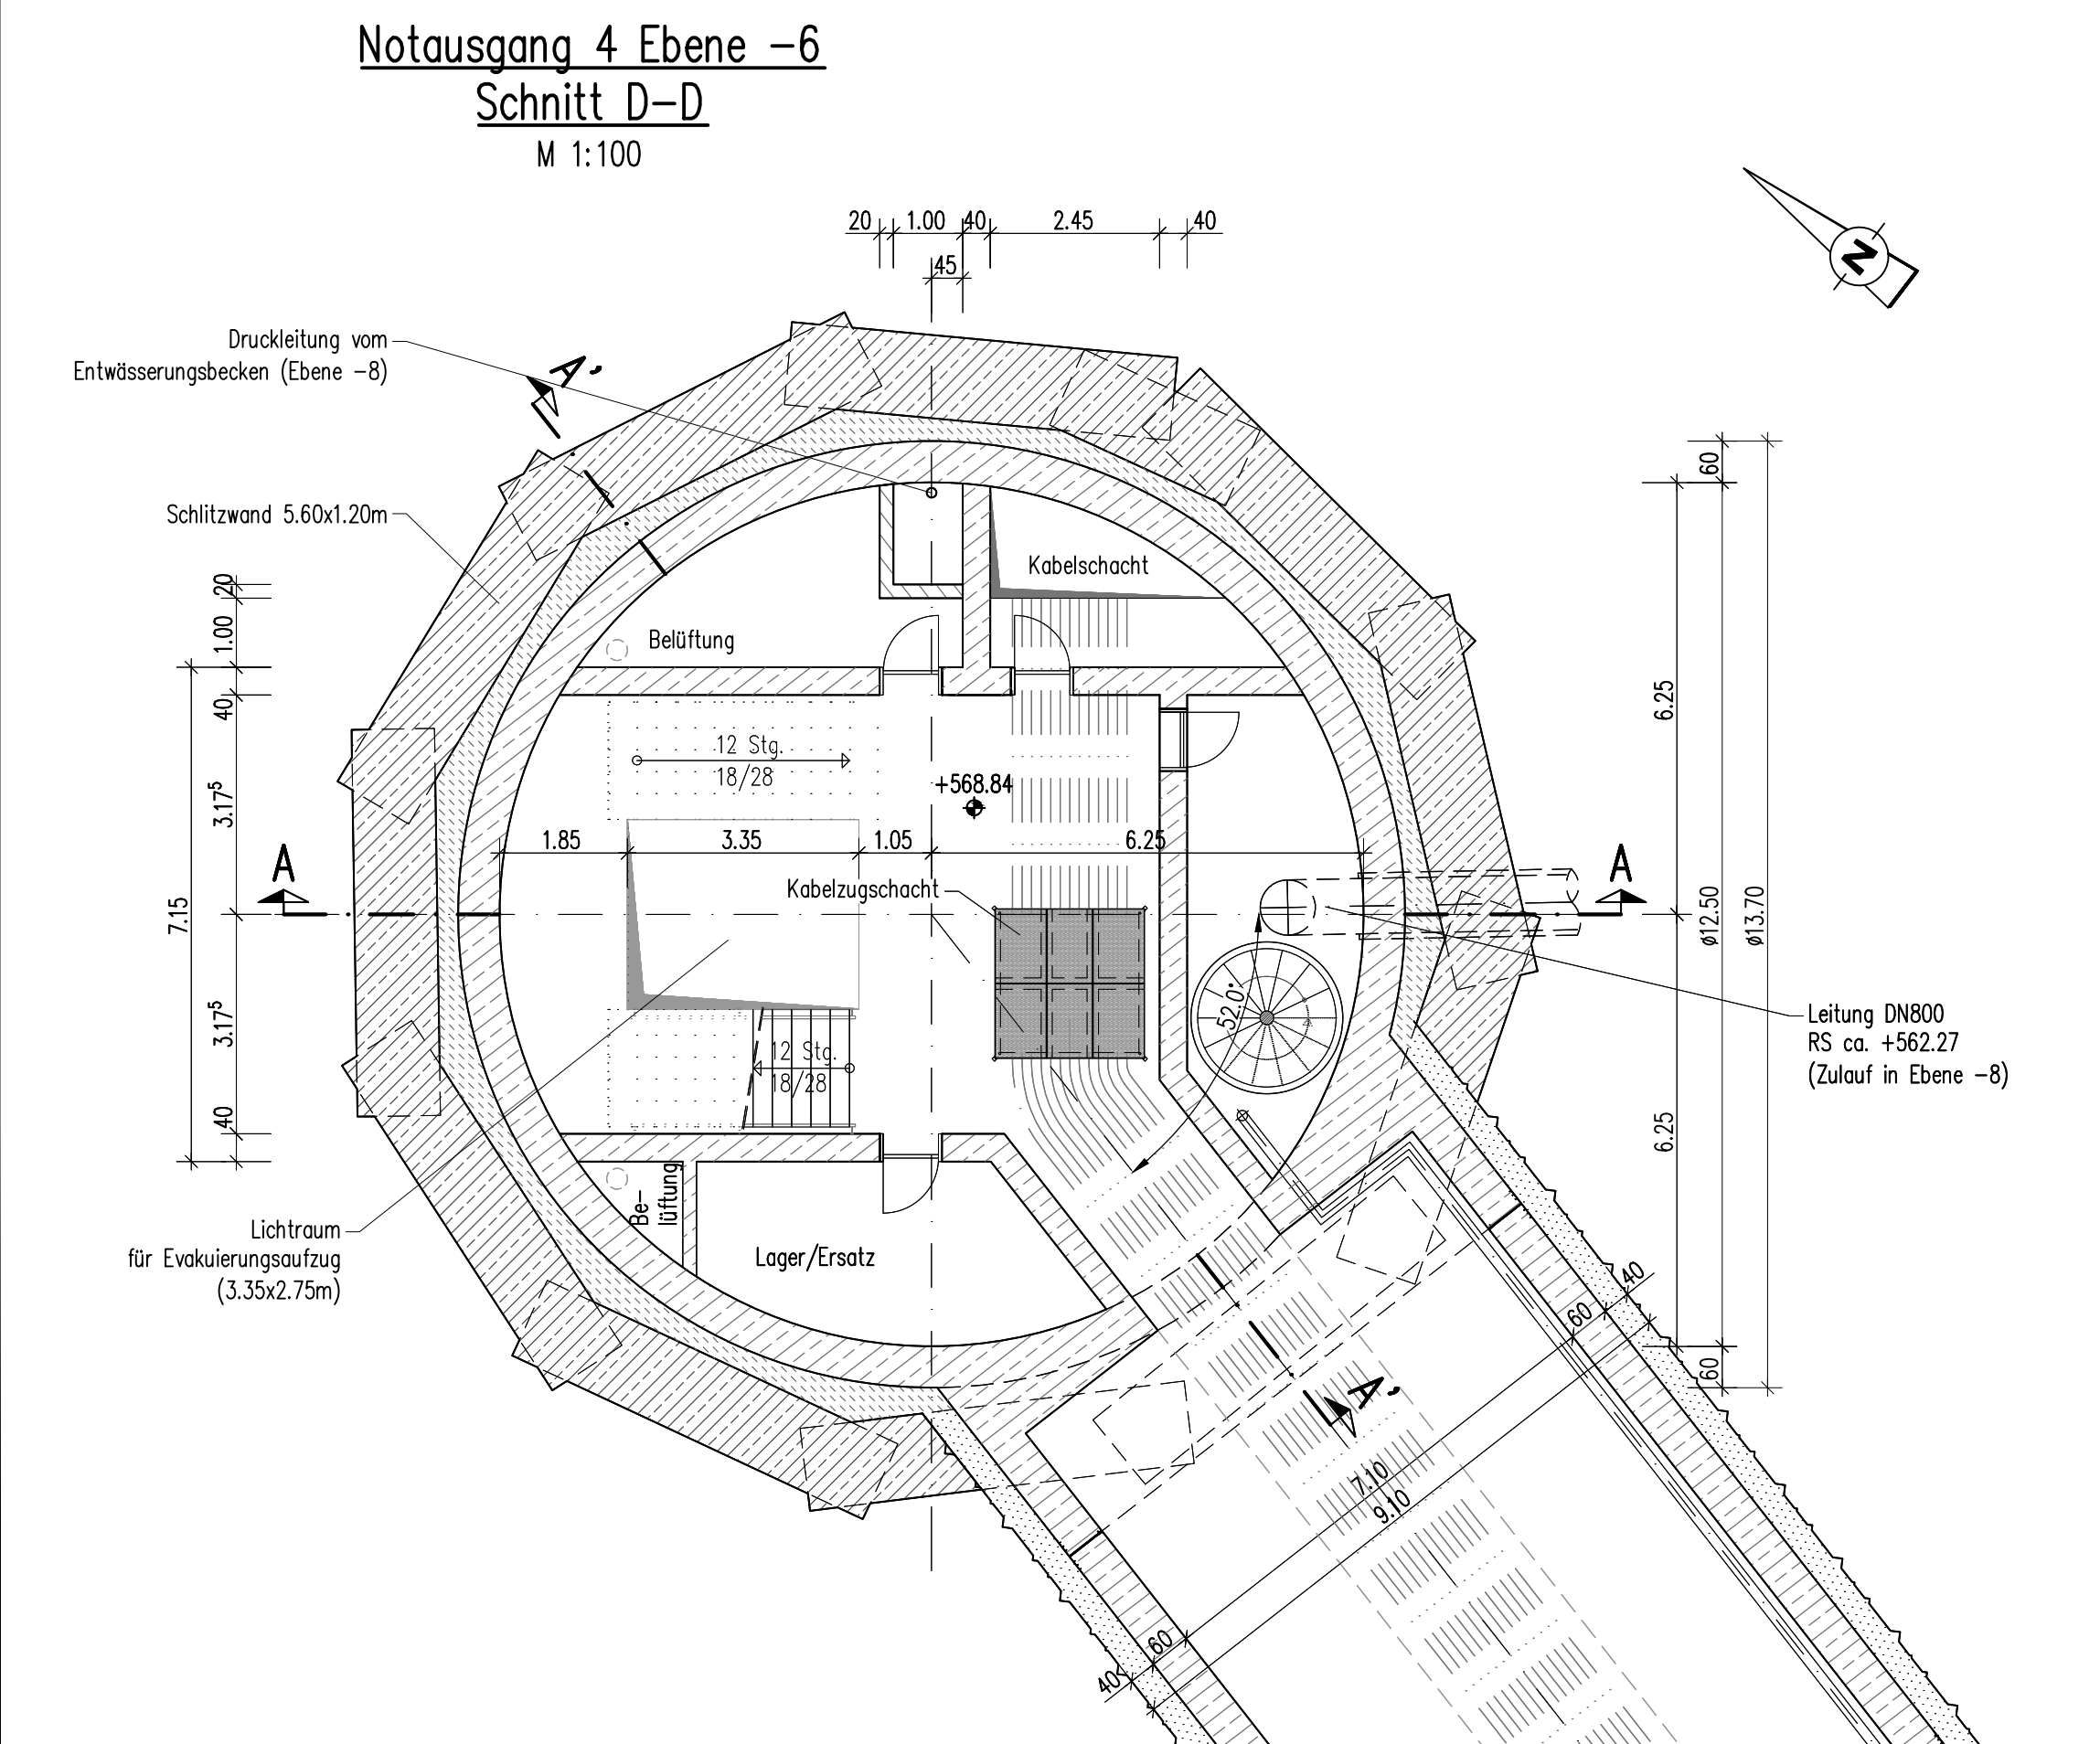 Notausgang 4 Ebene -6
Schnitt D-D
M 1:100
20 1.00 40 2.45 40
45
N
Druckleitung vom
Entwässerungsbecken (Ebene -8)
A'
Schlitzwand 5.60x1.20m
Kabelschacht
Belüftung
20
1.00
40
3.17⁵
3.17⁵
40
7.15
12 Stg.
18/28
+568.84
1.85 3.35 1.05 6.25
A
A
Kabelzugschacht
52.0°
12 Stg.
18/28
60
6.25
ø12.50
ø13.70
6.25
60
Leitung DN800
RS ca. +562.27
(Zulauf in Ebene -8)
Be-
lüftung
Lager/Ersatz
Lichtraum
für Evakuierungsaufzug
(3.35x2.75m)
A'
40
60
7.10
9.10
60
40